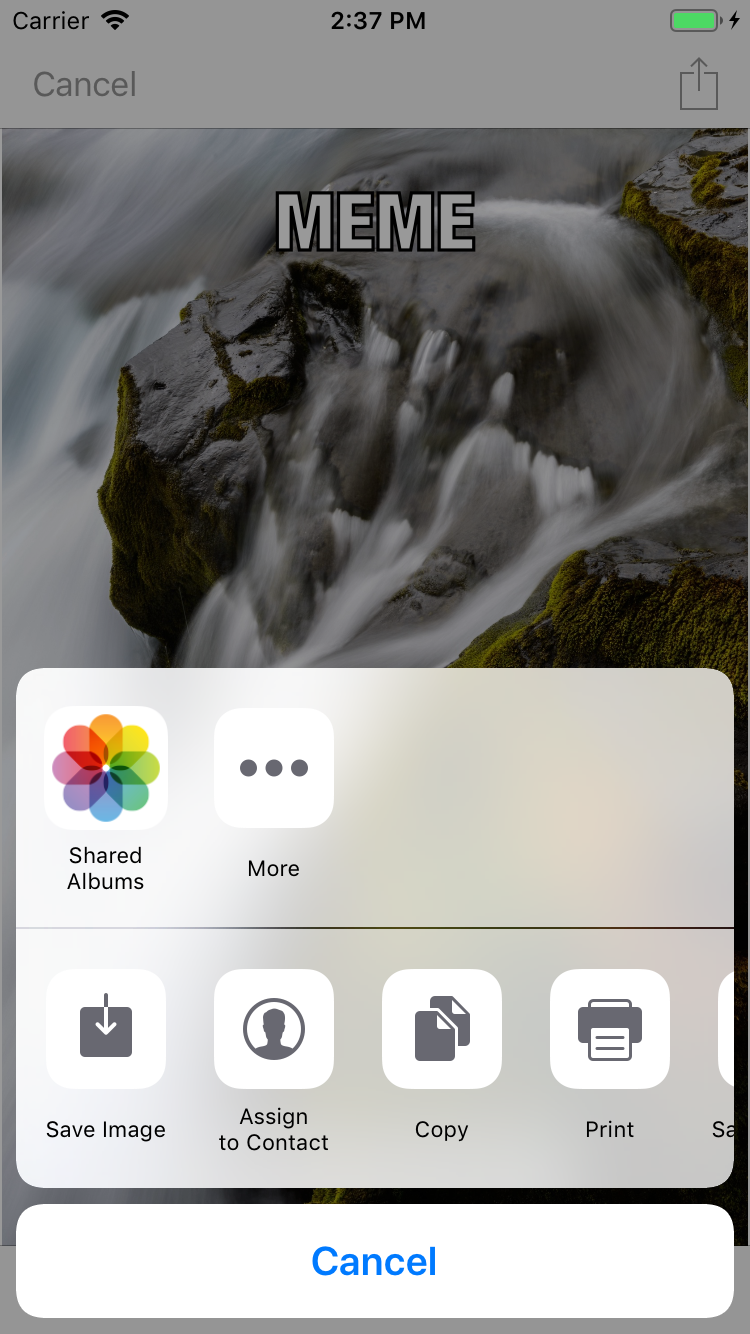 Carrier
2:37 PM
Cancel
MEME
Shared
Albums
More
Save Image
Assign
to Contact
Copy
Print
Sa
Cancel